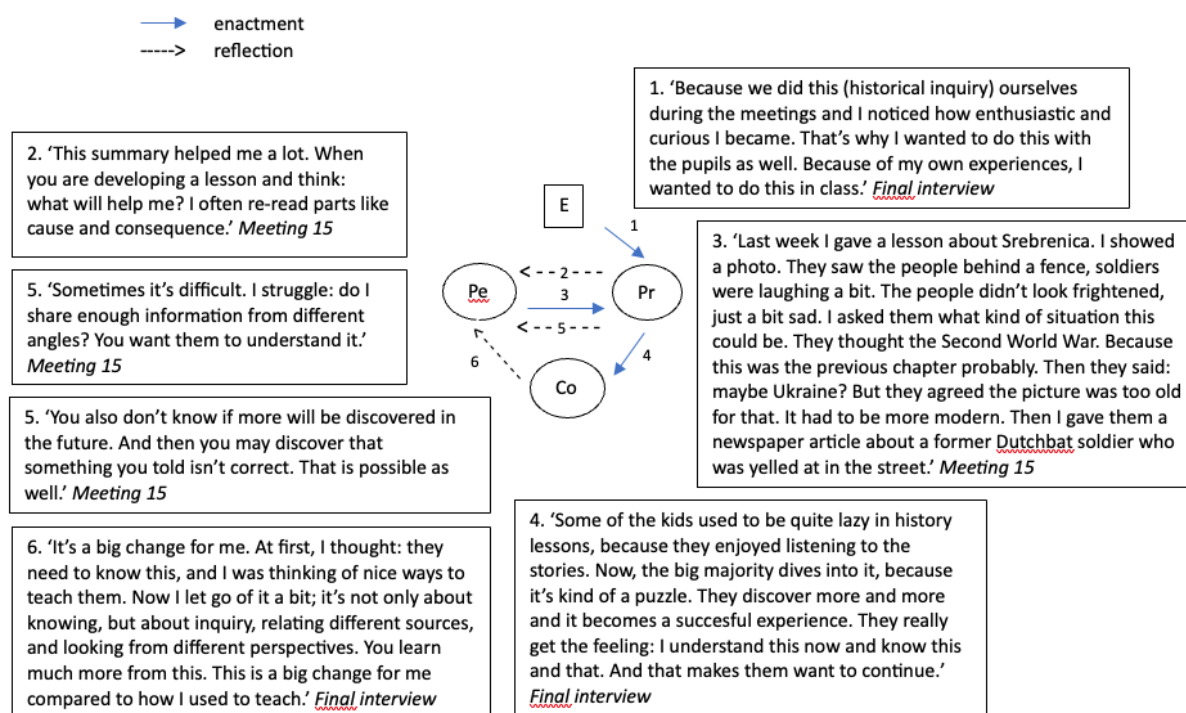 enactment
-----> reflection
1. ‘Because we did this (historical inquiry) ourselves
during the meetings and I noticed how enthusiastic and
curious I became. That’s why I wanted to do this with
the pupils as well. Because of my own experiences, I
wanted to do this in class.’ Final interview
2. ‘This summary helped me a lot. When
you are developing a lesson and think:
what will help me? I often re-read parts like
cause and consequence.’ Meeting 15
E
1
3. ‘Last week I gave a lesson about Srebrenica. I showed
a photo. They saw the people behind a fence, soldiers
were laughing a bit. The people didn’t look frightened,
just a bit sad. I asked them what kind of situation this
could be. They thought the Second World War. Because
this was the previous chapter probably. Then they said:
maybe Ukraine? But they agreed the picture was too old
for that. It had to be more modern. Then I gave them a
newspaper article about a former Dutchbat soldier who
was yelled at in the street.’ Meeting 15
<--2---
Pe
3
Pr
<--5---
6
4
Co
5. ‘Sometimes it’s difficult. I struggle: do I
share enough information from different
angles? You want them to understand it.’
Meeting 15
5. ‘You also don’t know if more will be discovered in
the future. And then you may discover that
something you told isn’t correct. That is possible as
well.’ Meeting 15
6. ‘It’s a big change for me. At first, I thought: they
need to know this, and I was thinking of nice ways to
teach them. Now I let go of it a bit; it’s not only about
knowing, but about inquiry, relating different sources,
and looking from different perspectives. You learn
much more from this. This is a big change for me
compared to how I used to teach.’ Final interview
4. ‘Some of the kids used to be quite lazy in history
lessons, because they enjoyed listening to the
stories. Now, the big majority dives into it, because
it’s kind of a puzzle. They discover more and more
and it becomes a succesful experience. They really
get the feeling: I understand this now and know this
and that. And that makes them want to continue.’
Final interview